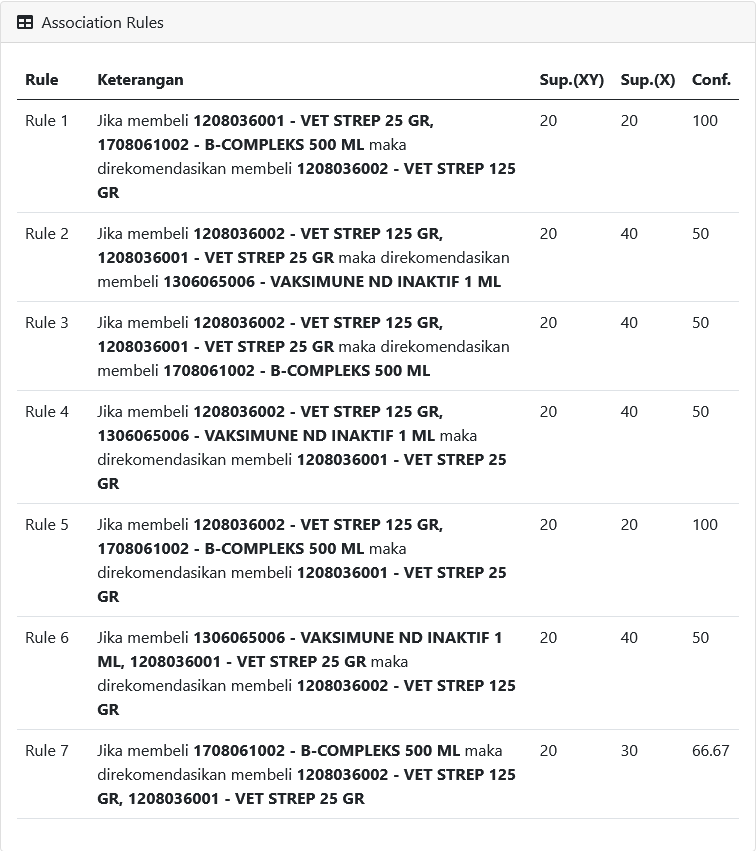 Association Rules
Rule Keterangan Sup.(XY) Sup.(X) Conf.
Rule 1 Jika membeli 1208036001 - VET STREP 25 GR, 20 20 100
1708061002 - B-COMPLEKS 500 ML maka
direkomendasikan membeli 1208036002 - VET STREP 125
GR
Rule 2 Jika membeli 1208036002 - VET STREP 125 GR, 20 40 50
1208036001 - VET STREP 25 GR maka direkomendasikan
membeli 1306065006 - VAKSIMUNE ND INAKTIF 1 ML
Rule 3 Jika membeli 1208036002 - VET STREP 125 GR, 20 40 50
1208036001 - VET STREP 25 GR maka direkomendasikan
membeli 1708061002 - B-COMPLEKS 500 ML
Rule 4 Jika membeli 1208036002 - VET STREP 125 GR, 20 40 50
1306065006 - VAKSIMUNE ND INAKTIF 1 ML maka
direkomendasikan membeli 1208036001 - VET STREP 25
GR
Rule 5 Jika membeli 1208036002 - VET STREP 125 GR, 20 20 100
1708061002 - B-COMPLEKS 500 ML maka
direkomendasikan membeli 1208036001 - VET STREP 25
GR
Rule 6 Jika membeli 1306065006 - VAKSIMUNE ND INAKTIF 1 20 40 50
ML, 1208036001 - VET STREP 25 GR maka
direkomendasikan membeli 1208036002 - VET STREP 125
GR
Rule 7 Jika membeli 1708061002 - B-COMPLEKS 500 ML maka 20 30 66.67
direkomendasikan membeli 1208036002 - VET STREP 125
GR, 1208036001 - VET STREP 25 GR